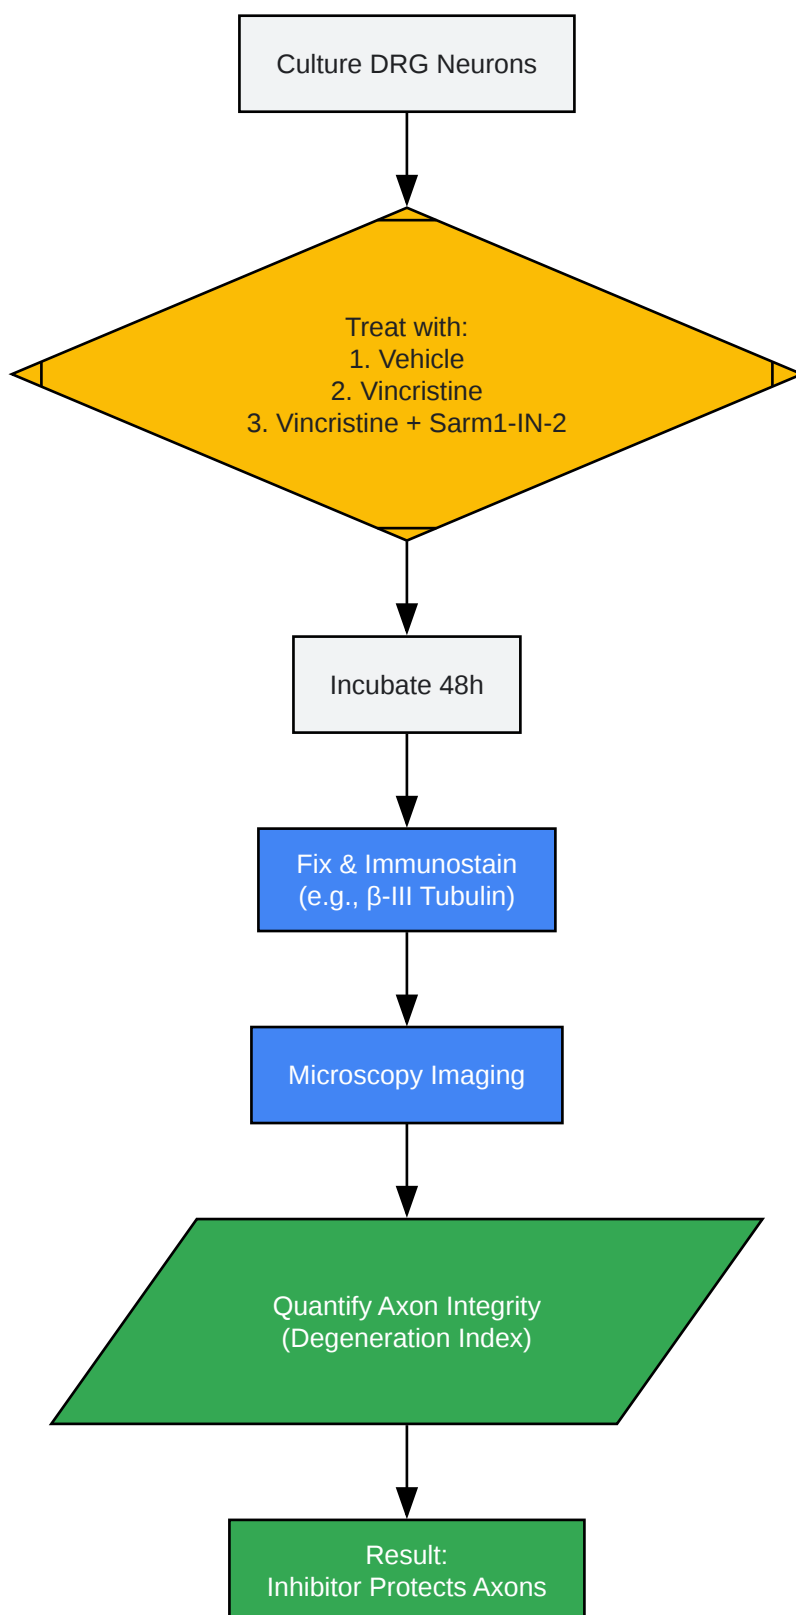 Culture DRG Neurons
Treat with:
1. Vehicle
2. Vincristine
3. Vincristine + Sarm1-IN-2
Incubate 48h
Fix & Immunostain
(e.g., β-III Tubulin)
Microscopy Imaging
Quantify Axon Integrity
(Degeneration Index)
Result:
Inhibitor Protects Axons